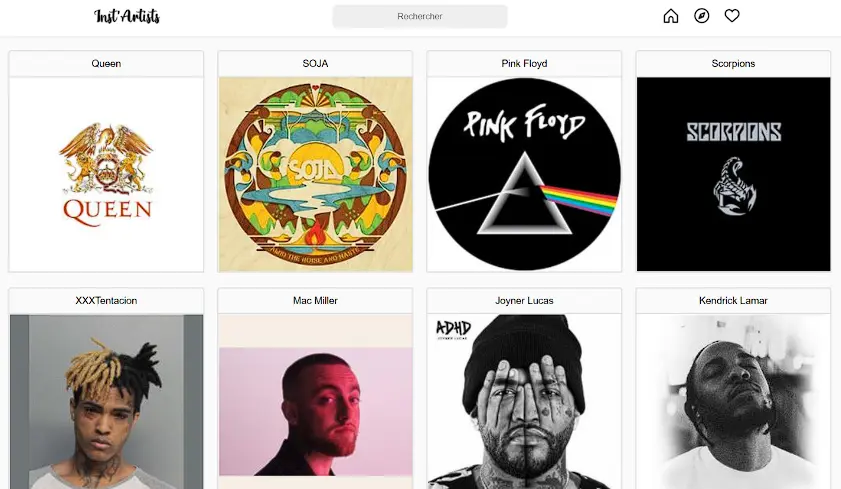 Inst'Artists
Rechercher
Queen
SOJA
Pink Floyd
Scorpions
QUEEN
SOJA
AMID THE NOISE AND HASTE
PINK FLOYD
SCORPIONS
XXXTentacion
Mac Miller
Joyner Lucas
Kendrick Lamar
ADHD
JOYNER LUCAS